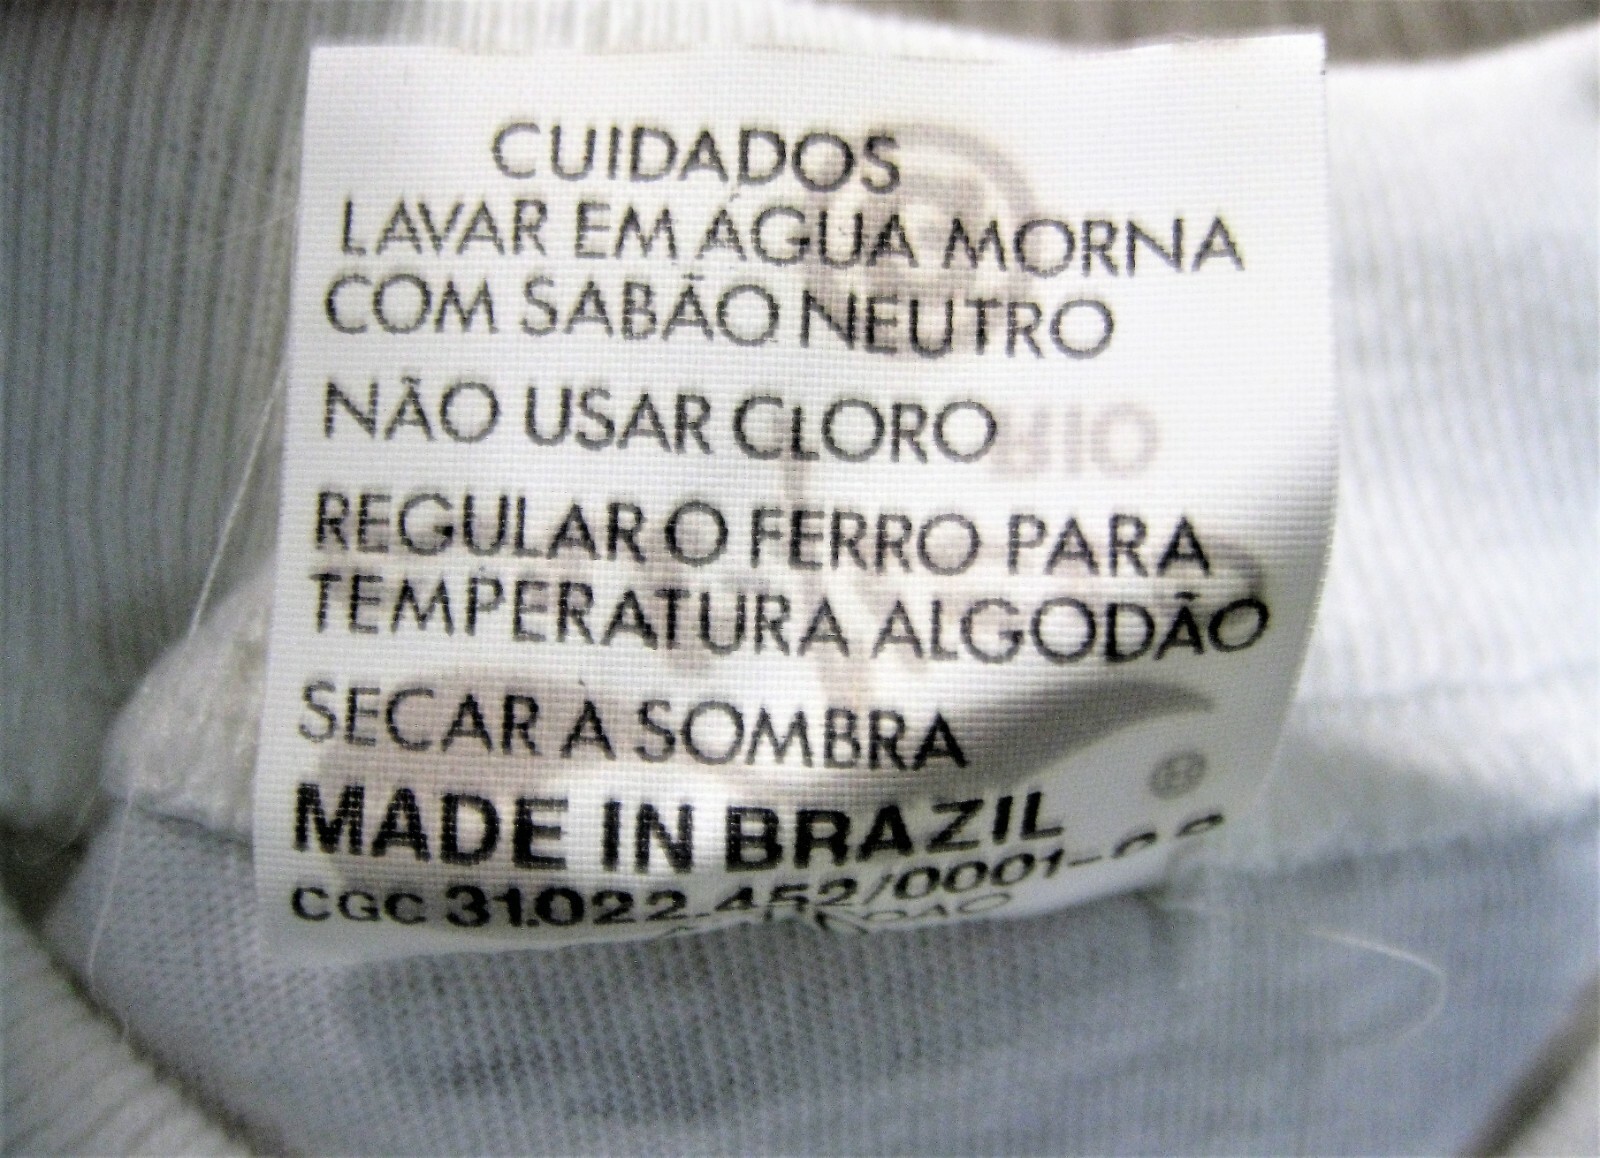 CUIDADOS
LAVAR EM ÁGUA MORNA
COM SABÃO NEUTRO
NÃO USAR CLORO
REGULAR O FERRO PARA
TEMPERATURA ALGODÃO
SECAR A SOMBRA
MADE IN BRAZIL
CGC 31.022.452/0001-